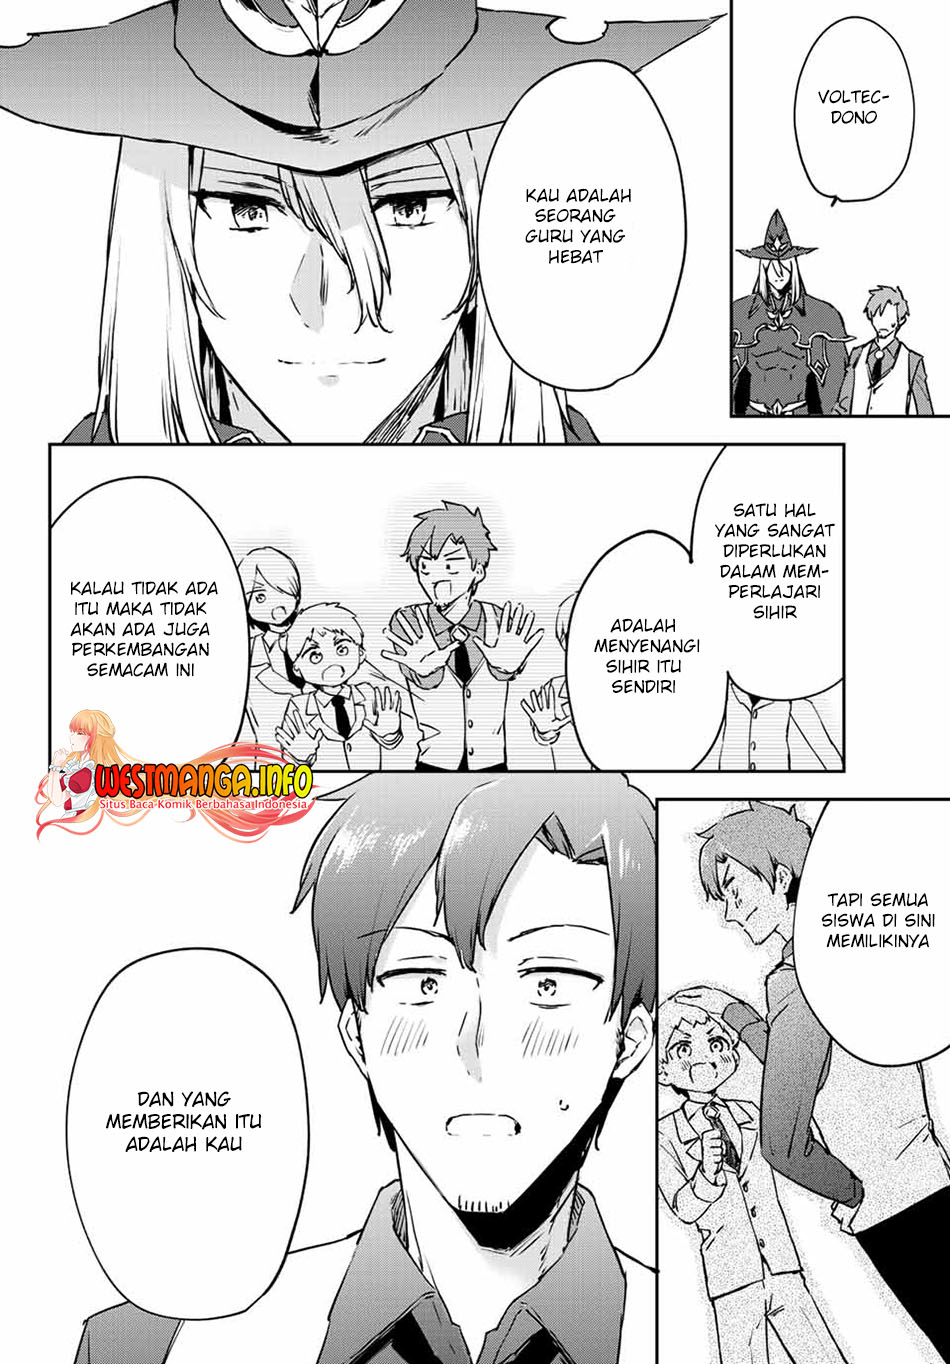 VOLTEC-
DONO
KAU ADALAH
SEORANG
GURU YANG
HEBAT
SATU HAL
YANG SANGAT
DIPERLUKAN
DALAM MEM-
PERLAJARI
SIHIR
ADALAH
MENYENANGI
SIHIR ITU
SENDIRI
KALAU TIDAK ADA
ITU MAKA TIDAK
AKAN ADA JUGA
PERKEMBANGAN
SEMACAM INI
WESTMANGA.INFO
SITUS BACA KOMIK BERBAHASA INDONESIA
TAPI SEMUA
SISWA DI SINI
MEMILIKINYA
DAN YANG
MEMBERIKAN ITU
ADALAH KAU